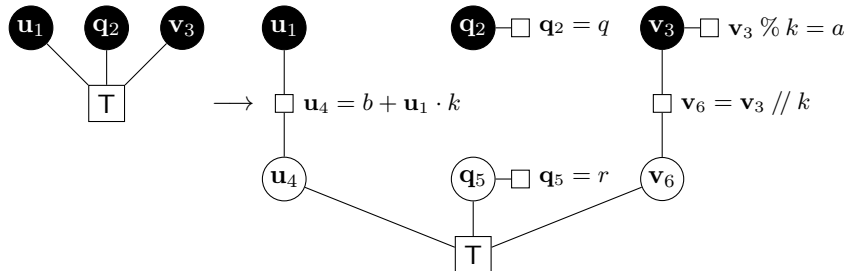 u₁ q₂ v₃ u₁ q₂ q₂ = q v₃ v₃ % k = a
T ⟶ u₄ = b + u₁ · k v₆ = v₃ // k
u₄ q₅ q₅ = r v₆
T